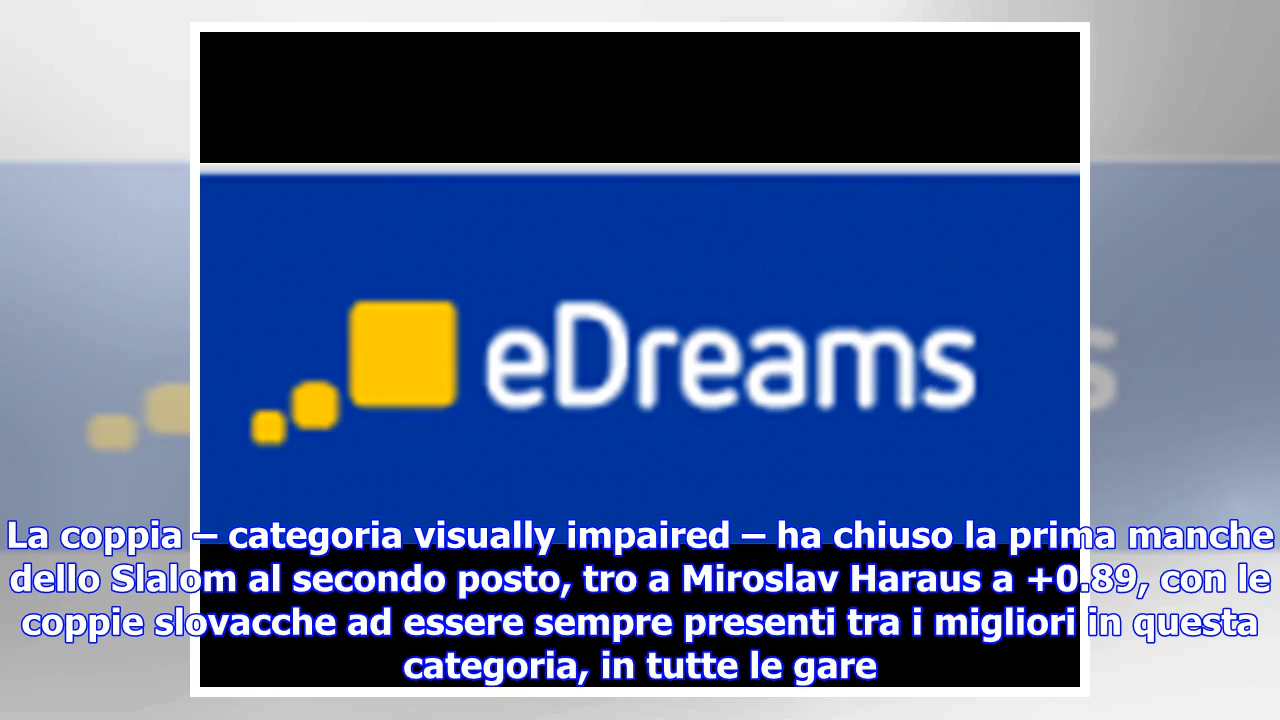 eDreams
La coppia – categoria visually impaired – ha chiuso la prima manche
dello Slalom al secondo posto, tro a Miroslav Haraus a +0.89, con le
coppie slovacche ad essere sempre presenti tra i migliori in questa
categoria, in tutte le gare